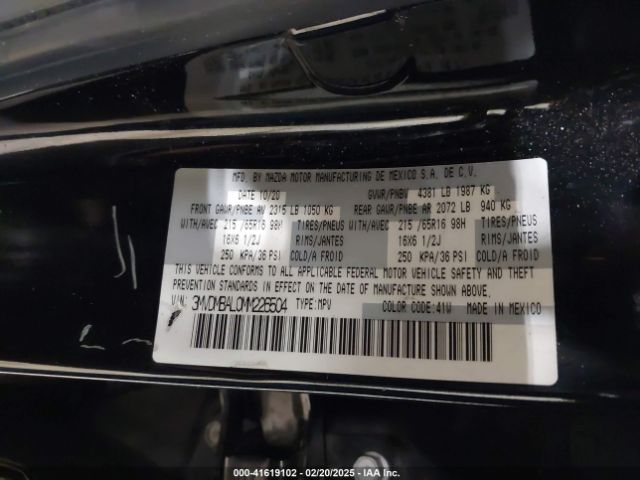 MFD. BY MAZDA MOTOR MANUFACTURING DE MEXICO S.A. DE C.V.
DATE 10/20 GVWR/PNBV 4381 LB 1987 KG
FRONT GAWR/PNBE AV 2315 LB 1050 KG REAR GAWR/PNBE AR 2072 LB 940 KG
WITH/AVEC 215 /65R16 98H TIRES/PNEUS WITH/AVEC 215 /65R16 98H TIRES/PNEUS
16X6 1/2J RIMS/JANTES 16X6 1/2J RIMS/JANTES
250 KPA/36 PSI COLD/A FROID 250 KPA/36 PSI COLD/A FROID
THIS VEHICLE CONFORMS TO ALL APPLICABLE FEDERAL MOTOR VEHICLE SAFETY AND THEFT
PREVENTION STANDARDS IN EFFECT ON THE DATE OF MANUFACTURE SHOWN ABOVE.
VIN: TYPE:MPV COLOR CODE:41W MADE IN MEXICO
000-41619102 - 02/20/2025 - IAA Inc.